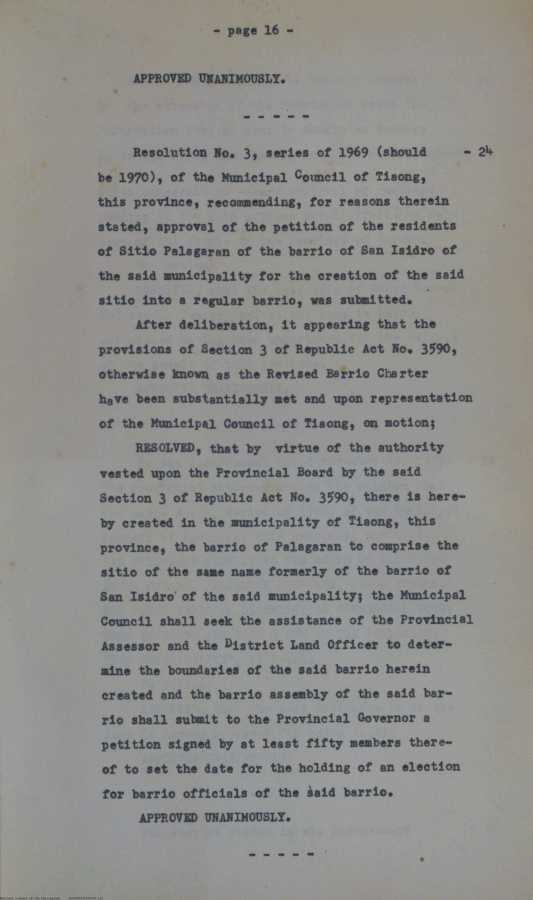 - page 16 -
APPROVED UNANIMOUSLY.
- - - - -
Resolution No. 3, series of 1969 (should - 24
be 1970), of the Municipal Council of Tiaong,
this province, recommending, for reasons therein
stated, approval of the petition of the residents
of Sitio Palagaran of the barrio of San Isidro of
the said municipality for the creation of the said
sitio into a regular barrio, was submitted.
After deliberation, it appearing that the
provisions of Section 3 of Republic Act No. 3590,
otherwise known as the Revised Barrio Charter
have been substantially met and upon representation
of the Municipal Council of Tiaong, on motion;
RESOLVED, that by virtue of the authority
vested upon the Provincial Board by the said
Section 3 of Republic Act No. 3590, there is here-
by created in the municipality of Tiaong, this
province, the barrio of Palagaran to comprise the
sitio of the same name formerly of the barrio of
San Isidro of the said municipality; the Municipal
Council shall seek the assistance of the Provincial
Assessor and the District Land Officer to deter-
mine the boundaries of the said barrio herein
created and the barrio assembly of the said bar-
rio shall submit to the Provincial Governor a
petition signed by at least fifty members there-
of to set the date for the holding of an election
for barrio officials of the said barrio.
APPROVED UNANIMOUSLY.
- - - - -